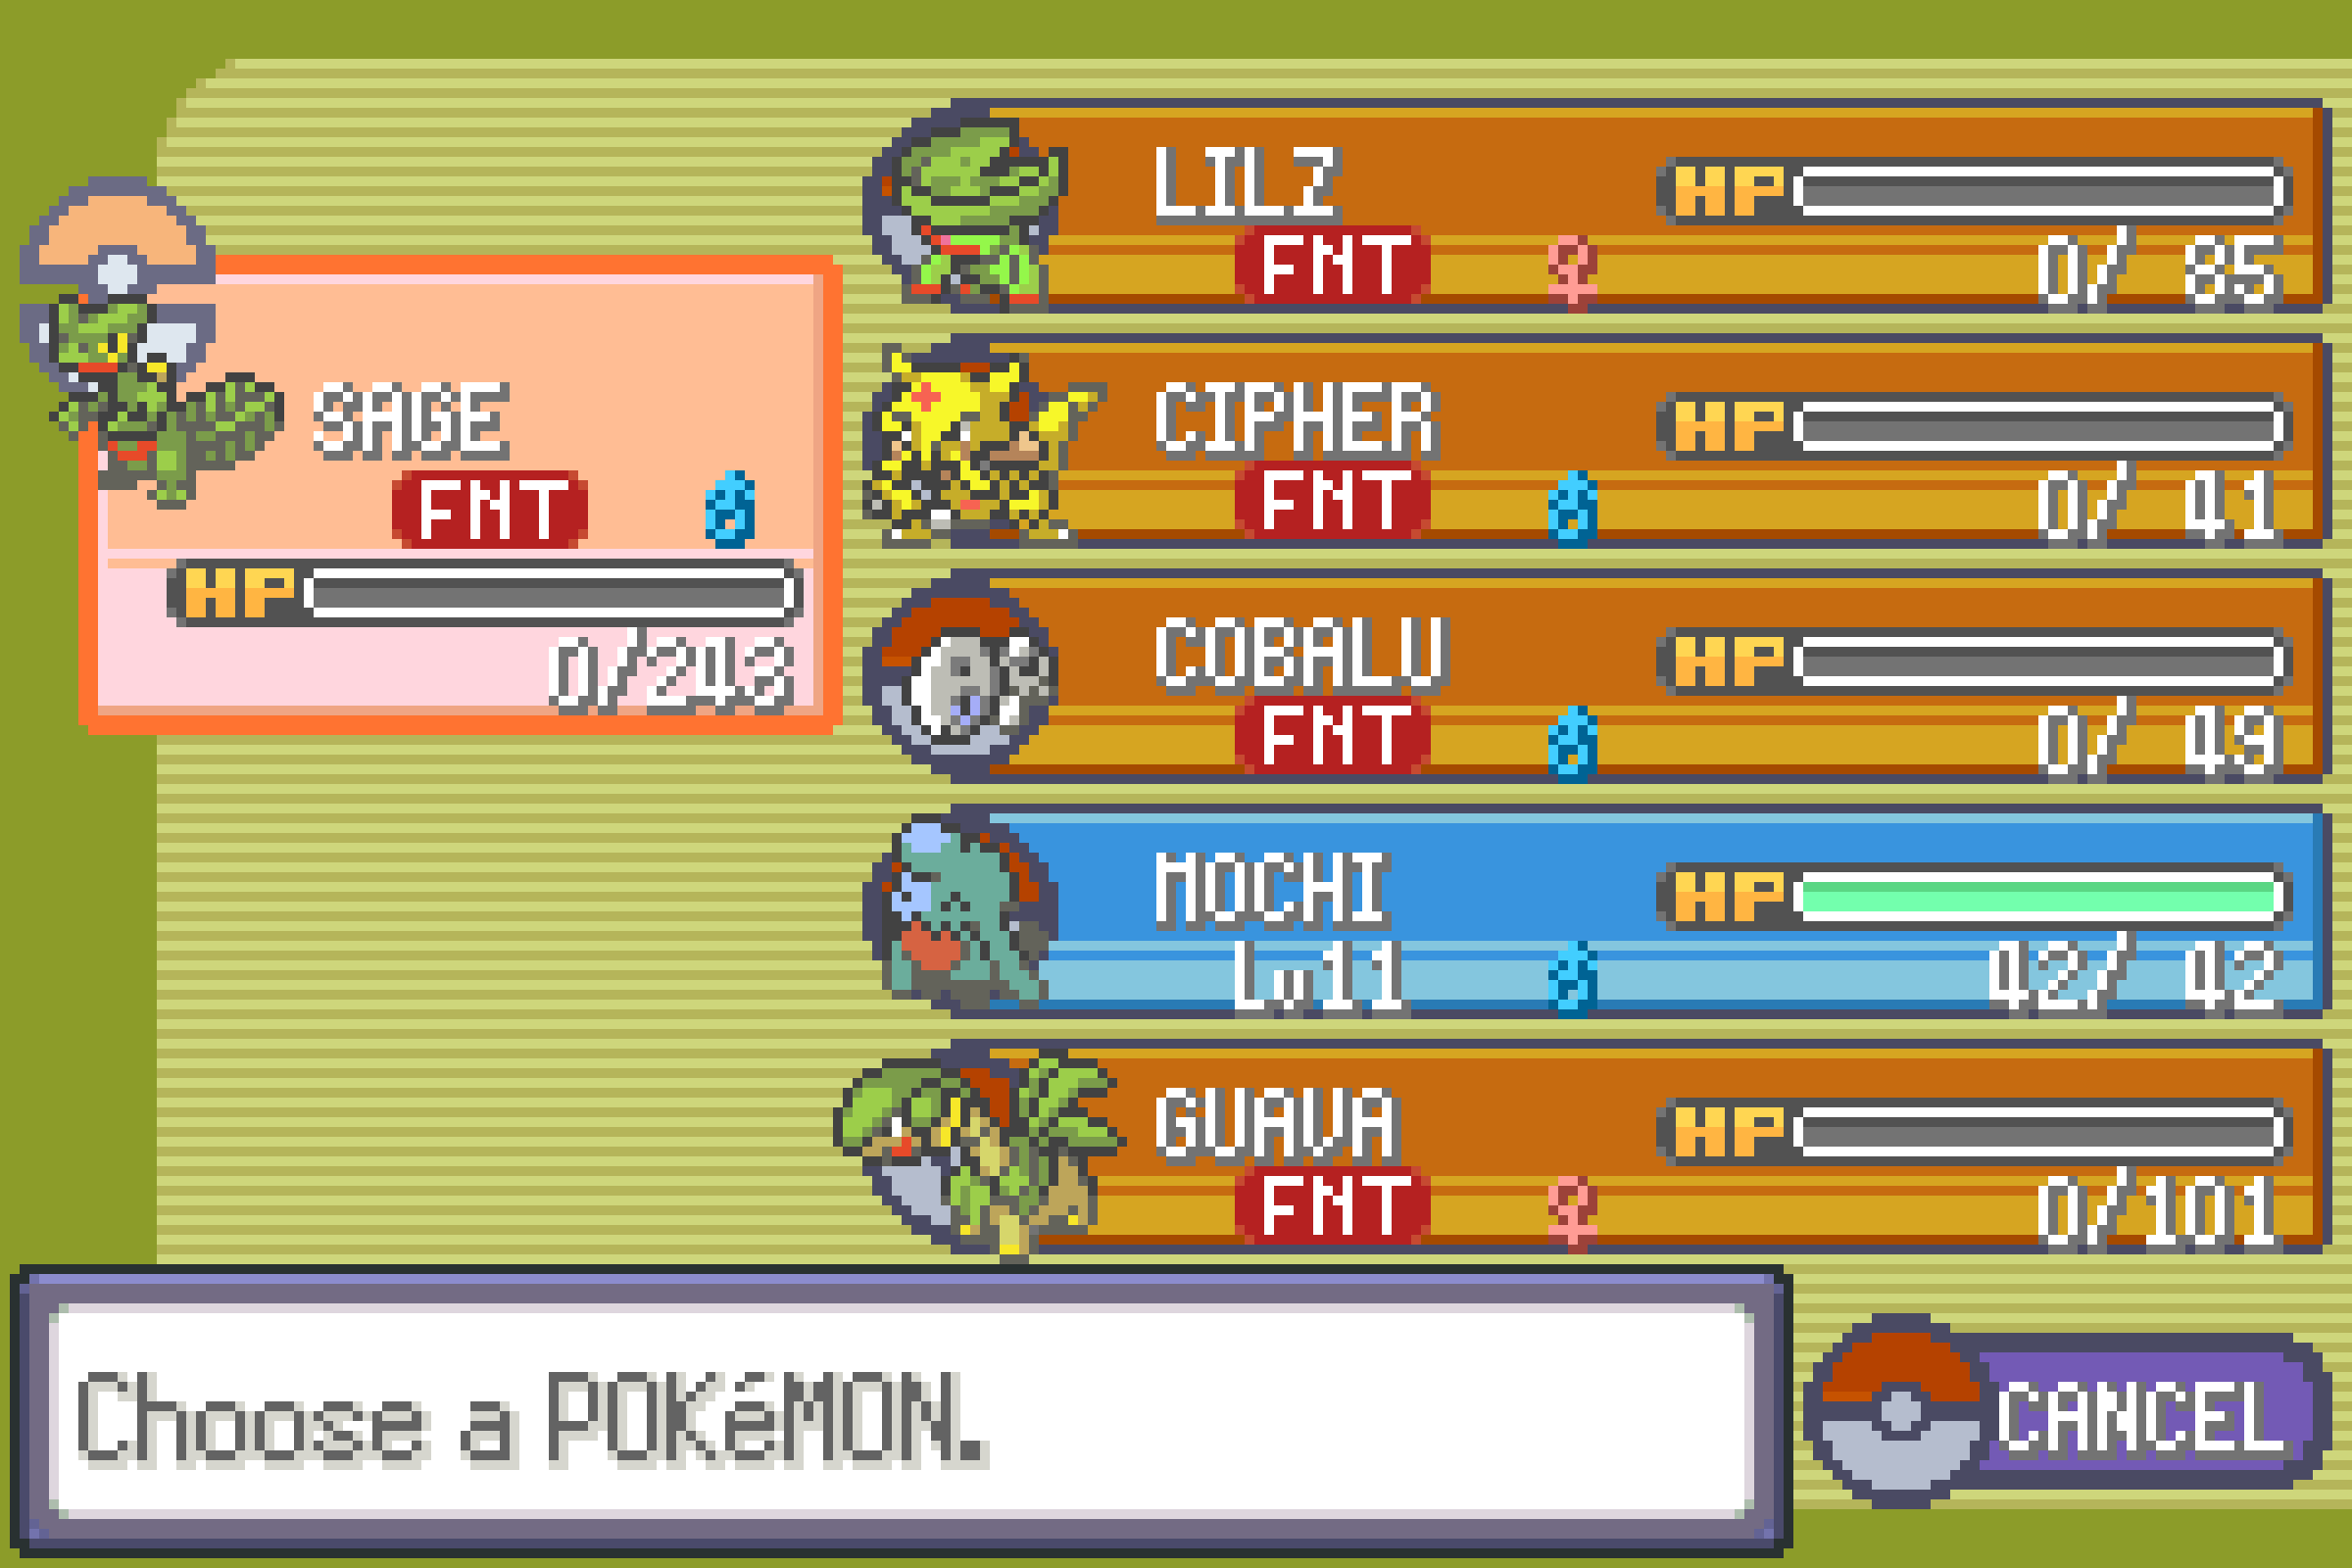 SAGE
FNT ♂
HP
0/243
LILZ
HP
FNT ♀
0/ 85
CIPHER
HP
FNT ♂
0/ 41
COBALU
HP
FNT ♂
0/ 49
MOCHI
HP
Lv11 ♂
42/ 42
GUAVA
HP
FNT ♀
0/101
Choose a POKéMON.
CANCEL